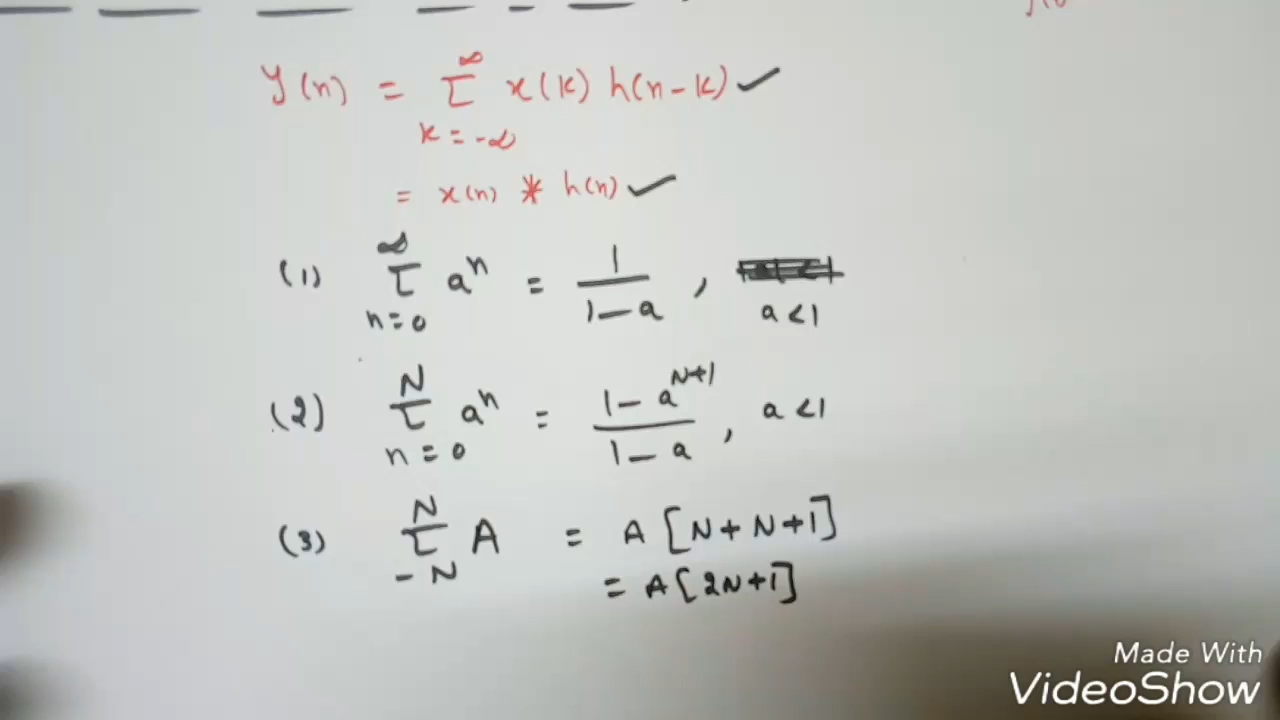 y(n) = Σ_{k=-∞}^{∞} x(k) h(n-k) ✓
= x(n) * h(n) ✓
(1) Σ_{n=0}^{∞} a^n = 1/(1-a) , a<1
(2) Σ_{n=0}^{N} a^n = (1-a^{N+1})/(1-a) , a<1
(3) Σ_{-N}^{N} A = A[N+N+1]
= A[2N+1]
Made With
VideoShow